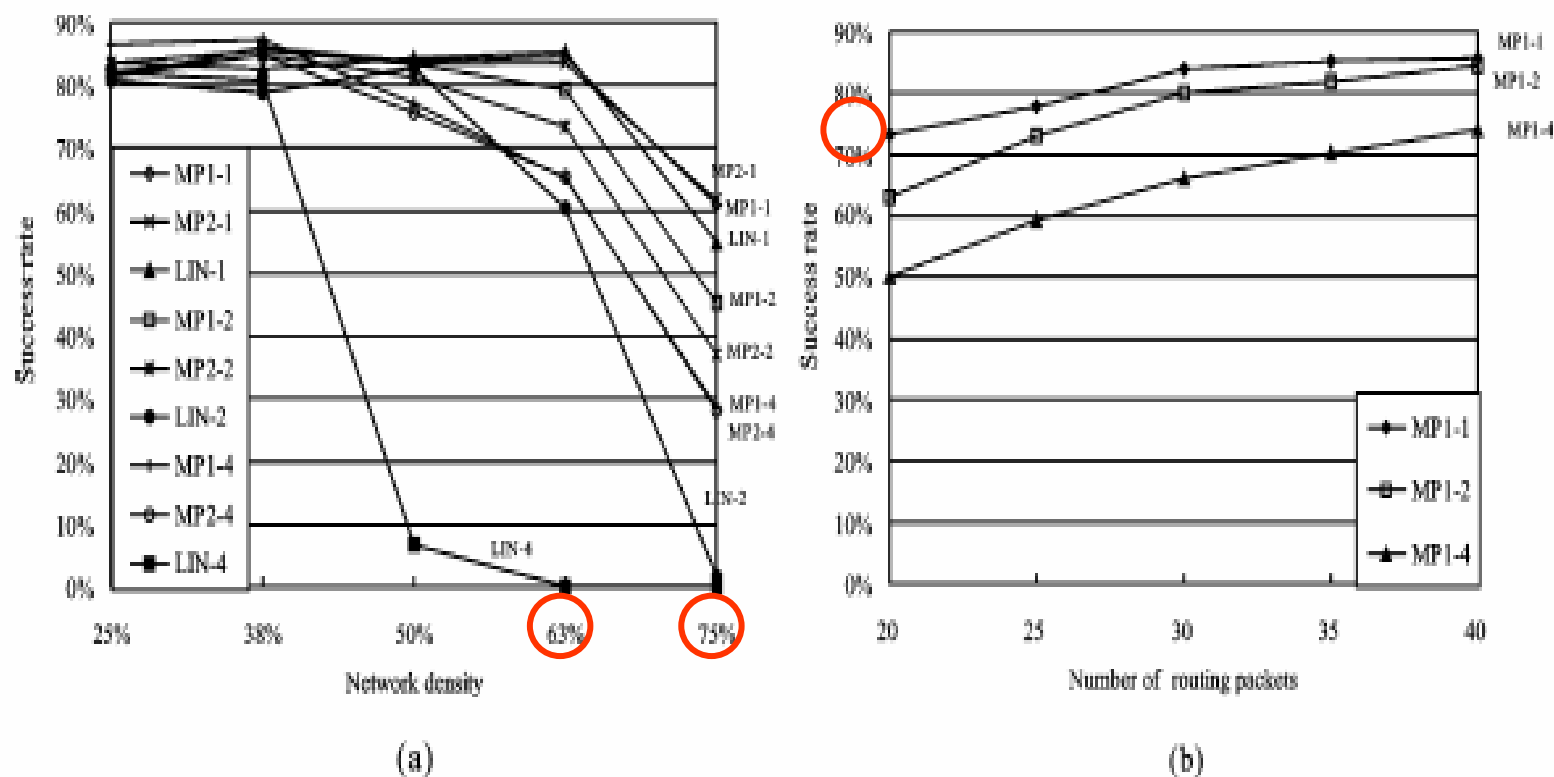 90%
80%
70%
60%
50%
40%
30%
20%
10%
0%
Success rate
MP1-1
MP2-1
LIN-1
MP1-2
MP2-2
LIN-2
MP1-4
MP2-4
LIN-4
MP2-1
MP1-1
LIN-1
MP1-2
MP2-2
MP1-4
MP2-4
LIN-2
LIN-4
25% 38% 50% 63% 75%
Network density
(a)
90%
80%
70%
60%
50%
40%
30%
20%
10%
0%
Success rate
MP1-1
MP1-2
MP1-4
MP1-1
MP1-2
MP1-4
20 25 30 35 40
Number of routing packets
(b)